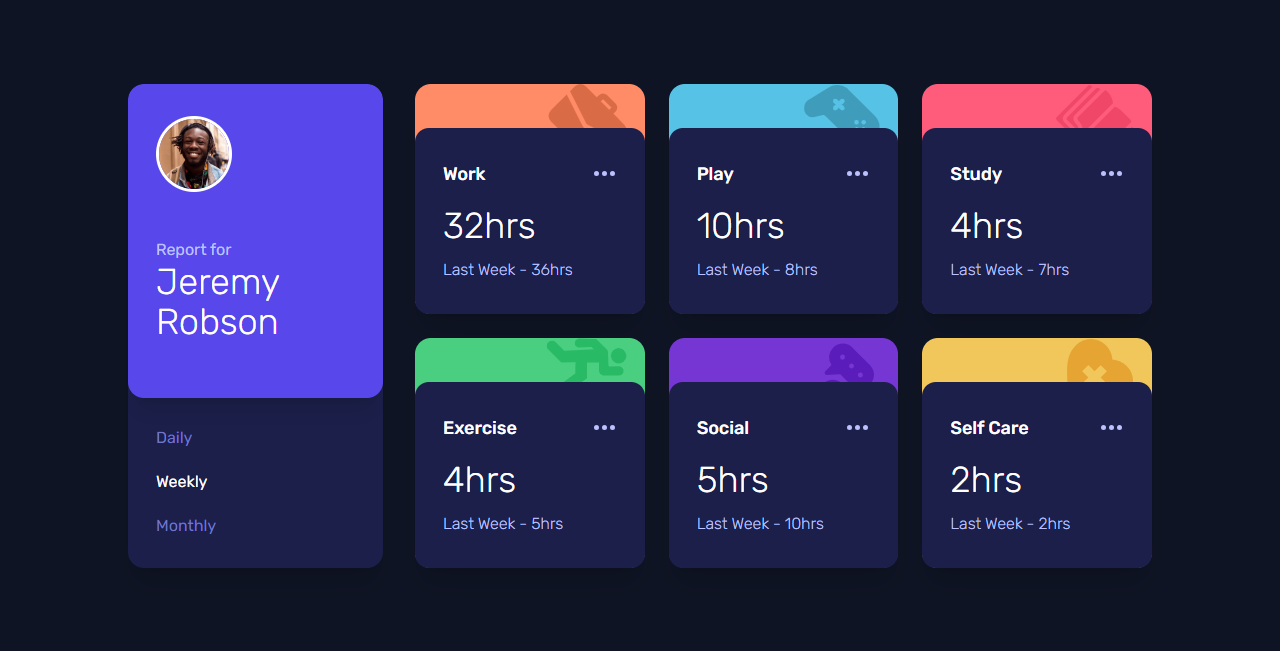 Report for
Jeremy
Robson
Daily
Weekly
Monthly
Work
32hrs
Last Week - 36hrs
Play
10hrs
Last Week - 8hrs
Study
4hrs
Last Week - 7hrs
Exercise
4hrs
Last Week - 5hrs
Social
5hrs
Last Week - 10hrs
Self Care
2hrs
Last Week - 2hrs